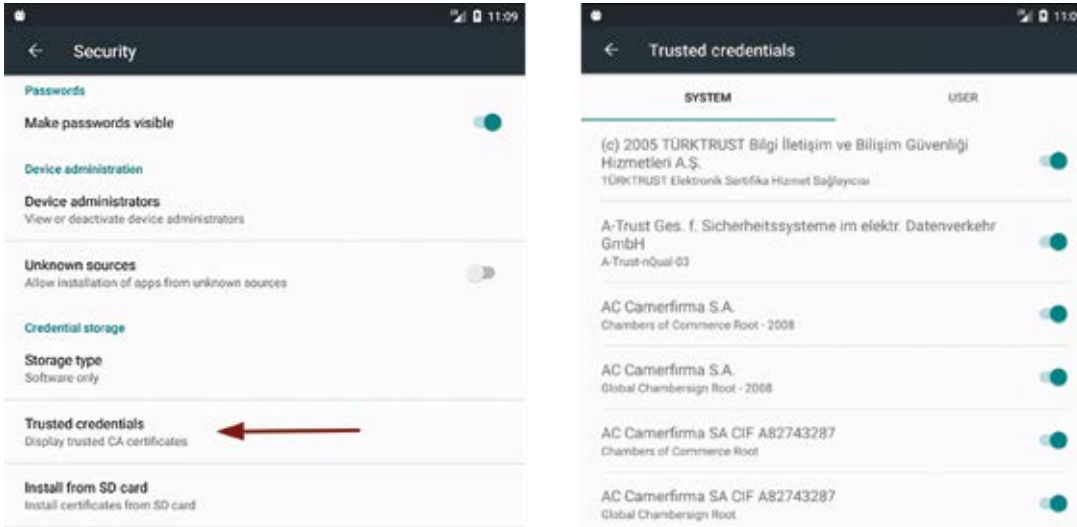 11:09
Security
Passwords
Make passwords visible
Device administration
Device administrators
View or deactivate device administrators
Unknown sources
Allow installation of apps from unknown sources
Credential storage
Storage type
Software only
Trusted credentials
Display trusted CA certificates
Install from SD card
Install certificates from SD card
11:0
Trusted credentials
SYSTEM
USER
(c) 2005 TÜRKTRUST Bilgi İletişim ve Bilişim Güvenliği
Hizmetleri A.Ş.
TÜRKTRUST Elektronik Sertifika Hizmet Sağlayıcısı
A-Trust Ges. f. Sicherheitssysteme im elektr. Datenverkehr
GmbH
A-Trust-nQual-03
AC Camerfirma S.A.
Chambers of Commerce Root - 2008
AC Camerfirma S.A.
Global Chambersign Root - 2008
AC Camerfirma SA CIF A82743287
Chambers of Commerce Root
AC Camerfirma SA CIF A82743287
Global Chambersign Root